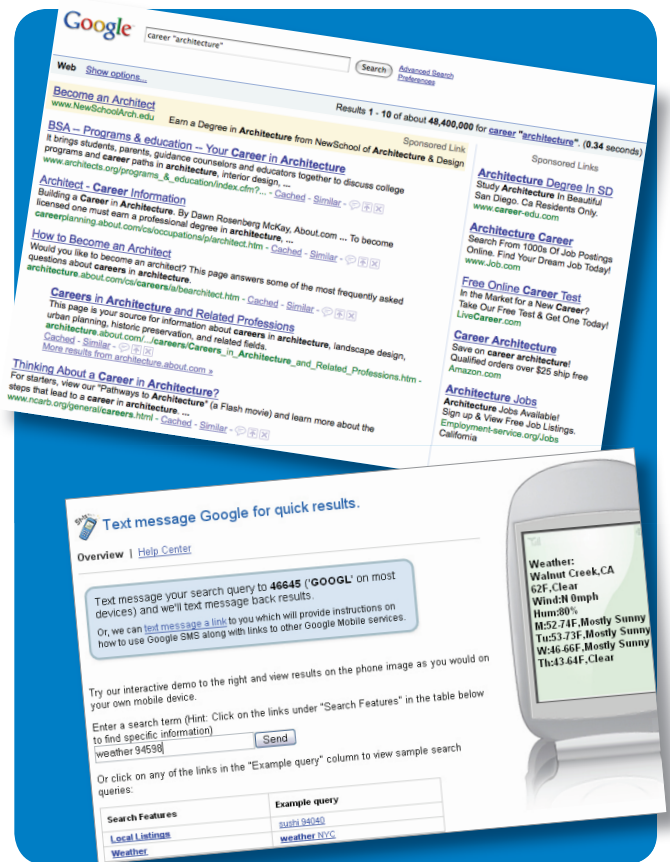 Google
career "architecture"
Search
Advanced Search
Preferences
Web Show options...
Results 1 - 10 of about 48,400,000 for career "architecture". (0.34 seconds)
Become an Architect
www.NewSchoolArch.edu Earn a Degree in Architecture from NewSchool of Architecture & Design
Sponsored Link
BSA -- Programs & education -- Your Career in Architecture
It brings students, parents, guidance counselors and educators together to discuss college
programs and career paths in architecture, interior design, ...
www.architects.org/programs_&_education/index.cfm?... - Cached - Similar -
Architect - Career Information
Building a Career in Architecture. By Dawn Rosenberg McKay, About.com ... To become
licensed one must earn a professional degree in architecture, ...
careerplanning.about.com/cs/occupations/p/architect.htm - Cached - Similar -
How to Become an Architect
Would you like to become an architect? This page answers some of the most frequently asked
questions about careers in architecture.
architecture.about.com/cs/careers/a/bearchitect.htm - Cached - Similar -
Careers in Architecture and Related Professions
This page is your source for information about careers in architecture, landscape design,
urban planning, historic preservation, and related fields.
architecture.about.com/.../careers/Careers_in_Architecture_and_Related_Professions.htm -
Cached - Similar -
More results from architecture.about.com »
Thinking About a Career in Architecture?
For starters, view our "Pathways to Architecture" (a Flash movie) and learn more about the
steps that lead to a career in architecture. ...
www.ncarb.org/general/careers.html - Cached - Similar -
Sponsored Links
Architecture Degree In SD
Study Architecture In Beautiful
San Diego. Ca Residents Only.
www.career-edu.com
Architecture Career
Search From 1000s Of Job Postings
Online. Find Your Dream Job Today!
www.Job.com
Free Online Career Test
In the Market for a New Career?
Take Our Free Test & Get One Today!
LiveCareer.com
Career Architecture
Save on career architecture!
Qualified orders over $25 ship free
Amazon.com
Architecture Jobs
Architecture Jobs Available!
Sign up & View Free Job Listings.
Employment-service.org/Jobs
California
SMS
Text message Google for quick results.
Overview | Help Center
Text message your search query to 46645 ('GOOGL' on most
devices) and we'll text message back results.
Or, we can text message a link to you which will provide instructions on
how to use Google SMS along with links to other Google Mobile services.
Try our interactive demo to the right and view results on the phone image as you would on
your own mobile device.
Enter a search term (Hint: Click on the links under "Search Features" in the table below
to find specific information)
weather 94598
Send
Or click on any of the links in the "Example query" column to view sample search
queries:
Search Features Example query
Local Listings sushi 94040
Weather weather NYC
Weather:
Walnut Creek,CA
62F,Clear
Wind:N 0mph
Hum:80%
M:52-74F,Mostly Sunny
Tu:53-73F,Mostly Sunny
W:46-66F,Mostly Sunny
Th:43-64F,Clear